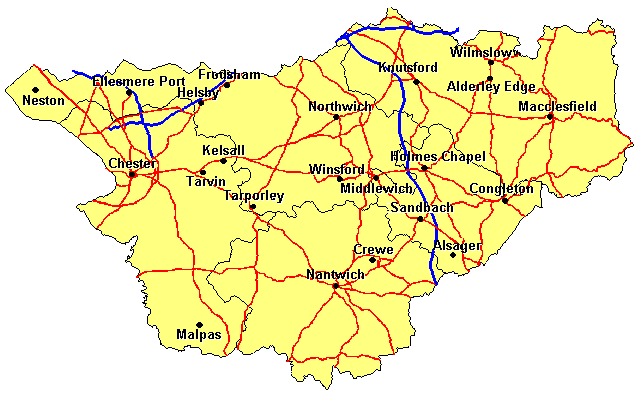 Wilmslow
Knutsford
Frodsham
Ellesmere Port
Alderley Edge
Helsby
Neston
Northwich
Macclesfield
Kelsall
Holmes Chapel
Chester
Winsford
Tarvin
Middlewich
Congleton
Tarporley
Sandbach
Alsager
Crewe
Nantwich
Malpas